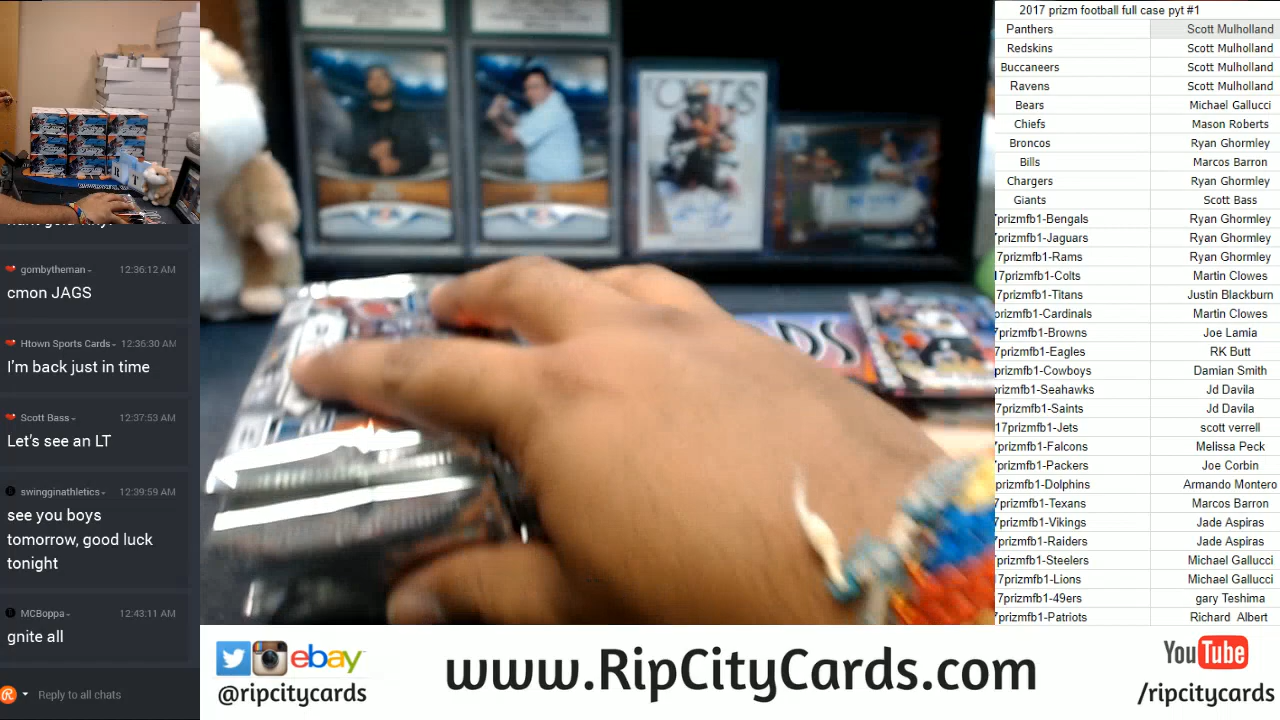 2017 prizm football full case pyt #1
Panthers Scott Mulholland
Redskins Scott Mulholland
Buccaneers Scott Mulholland
Ravens Scott Mulholland
Bears Michael Gallucci
Chiefs Mason Roberts
Broncos Ryan Ghormley
Bills Marcos Barron
Chargers Ryan Ghormley
Giants Scott Bass
7prizmfb1-Bengals Ryan Ghormley
7prizmfb1-Jaguars Ryan Ghormley
7prizmfb1-Rams Ryan Ghormley
17prizmfb1-Colts Martin Clowes
7prizmfb1-Titans Justin Blackburn
prizmfb1-Cardinals Martin Clowes
7prizmfb1-Browns Joe Lamia
7prizmfb1-Eagles RK Butt
prizmfb1-Cowboys Damian Smith
prizmfb1-Seahawks Jd Davila
7prizmfb1-Saints Jd Davila
17prizmfb1-Jets scott verrell
7prizmfb1-Falcons Melissa Peck
prizmfb1-Packers Joe Corbin
prizmfb1-Dolphins Armando Montero
7prizmfb1-Texans Marcos Barron
7prizmfb1-Vikings Jade Aspiras
7prizmfb1-Raiders Jade Aspiras
prizmfb1-Steelers Michael Gallucci
7prizmfb1-Lions Michael Gallucci
7prizmfb1-49ers gary Teshima
7prizmfb1-Patriots Richard Albert
gombytheman 12:36:12 AM
cmon JAGS
Htown Sports Cards 12:36:30 AM
I'm back just in time
Scott Bass 12:37:53 AM
Let's see an LT
swingginathletics 12:39:59 AM
see you boys
tomorrow, good luck
tonight
MCBoppa 12:43:11 AM
gnite all
Reply to all chats
ebay
@ripcitycards
www.RipCityCards.com
YouTube
/ripcitycards